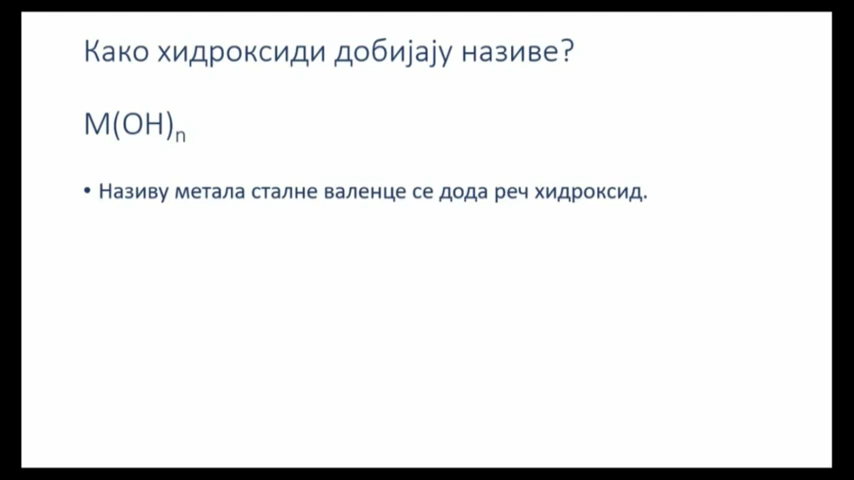 Како хидроксиди добијају називе?
M(OH)n
• Називу метала сталне валенце се дода реч хидроксид.